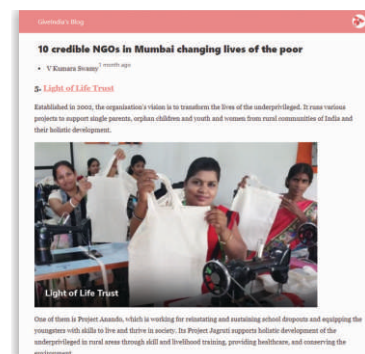 Givenda's Blog
10 credible NGOs in Mumbai changing lives of the poor
• V Kumara Swamy 1 month ago
5. Light of Life Trust
Established in 2002, the organisation's vision is to transform the lives of the underprivileged. It runs various
projects to support single parents, orphan children and youth and women from rural communities of India and
their holistic development.
Light of Life Trust
One of them is Project Anando, which is working for reinstating and sustaining school dropouts and equipping the
youngsters with skills to live and thrive in society. Its Project Jagruti supports holistic development of the
underprivileged in rural areas through skill and livelihood training, providing healthcare, and conserving the
environment.